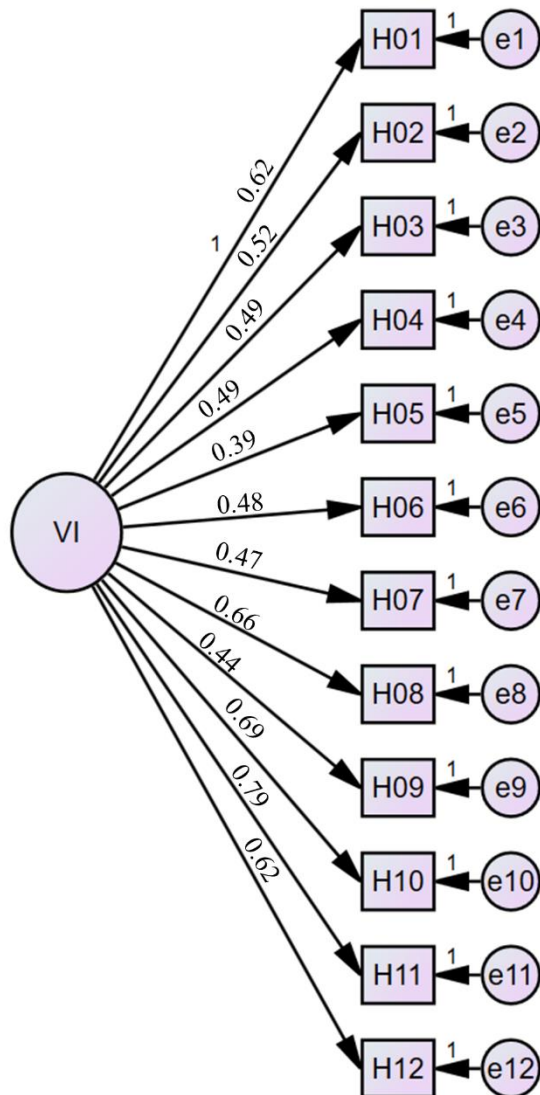 H01 1 e1
0.62
H02 1 e2
0.52
1
H03 1 e3
0.49
H04 1 e4
0.49
H05 1 e5
0.39
VI
H06 1 e6
0.48
H07 1 e7
0.47
H08 1 e8
0.66
H09 1 e9
0.44
H10 1 e10
0.69
H11 1 e11
0.79
H12 1 e12
0.62